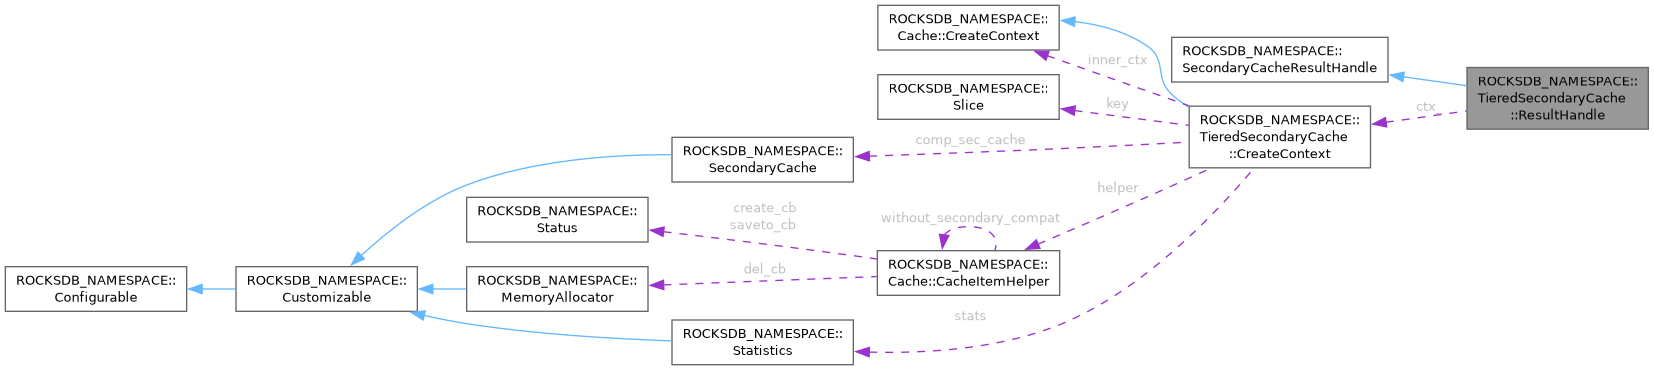 ROCKSDB_NAMESPACE::
Configurable
ROCKSDB_NAMESPACE::
Customizable
ROCKSDB_NAMESPACE::
Status
ROCKSDB_NAMESPACE::
MemoryAllocator
ROCKSDB_NAMESPACE::
SecondaryCache
ROCKSDB_NAMESPACE::
Statistics
create_cb
saveto_cb
del_cb
ROCKSDB_NAMESPACE::
Cache::CreateContext
ROCKSDB_NAMESPACE::
Slice
comp_sec_cache
without_secondary_compat
ROCKSDB_NAMESPACE::
Cache::CacheItemHelper
stats
inner_ctx
key
helper
ROCKSDB_NAMESPACE::
SecondaryCacheResultHandle
ROCKSDB_NAMESPACE::
TieredSecondaryCache
::CreateContext
ctx_
ROCKSDB_NAMESPACE::
TieredSecondaryCache
::ResultHandle